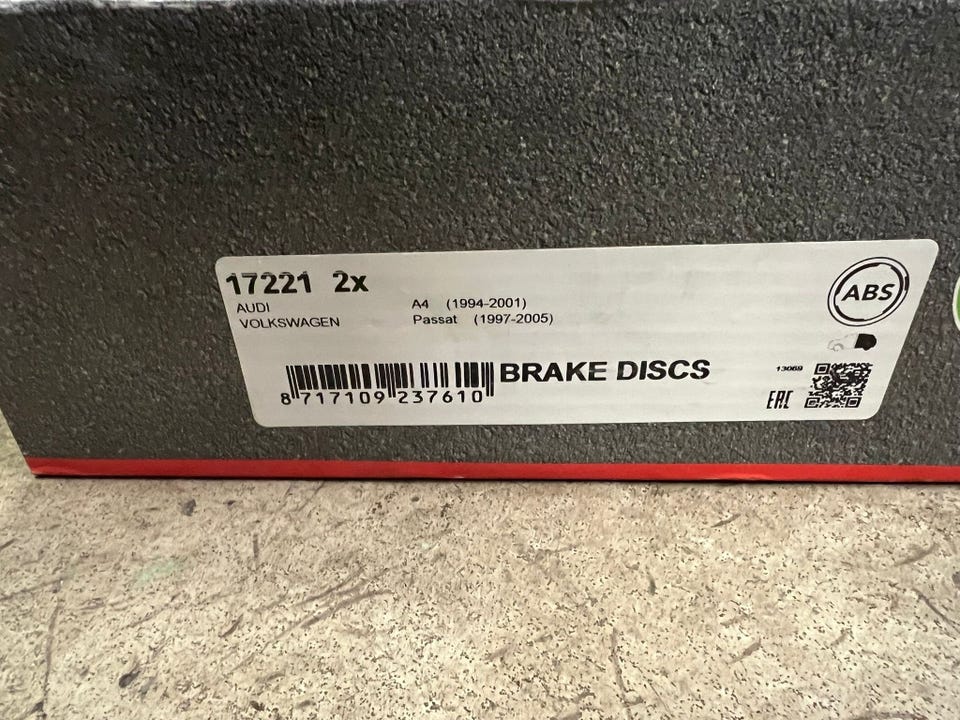 17221 2x
AUDI A4 (1994-2001)
VOLKSWAGEN Passat (1997-2005)
ABS
8 717109 237610
BRAKE DISCS
13069
EAC